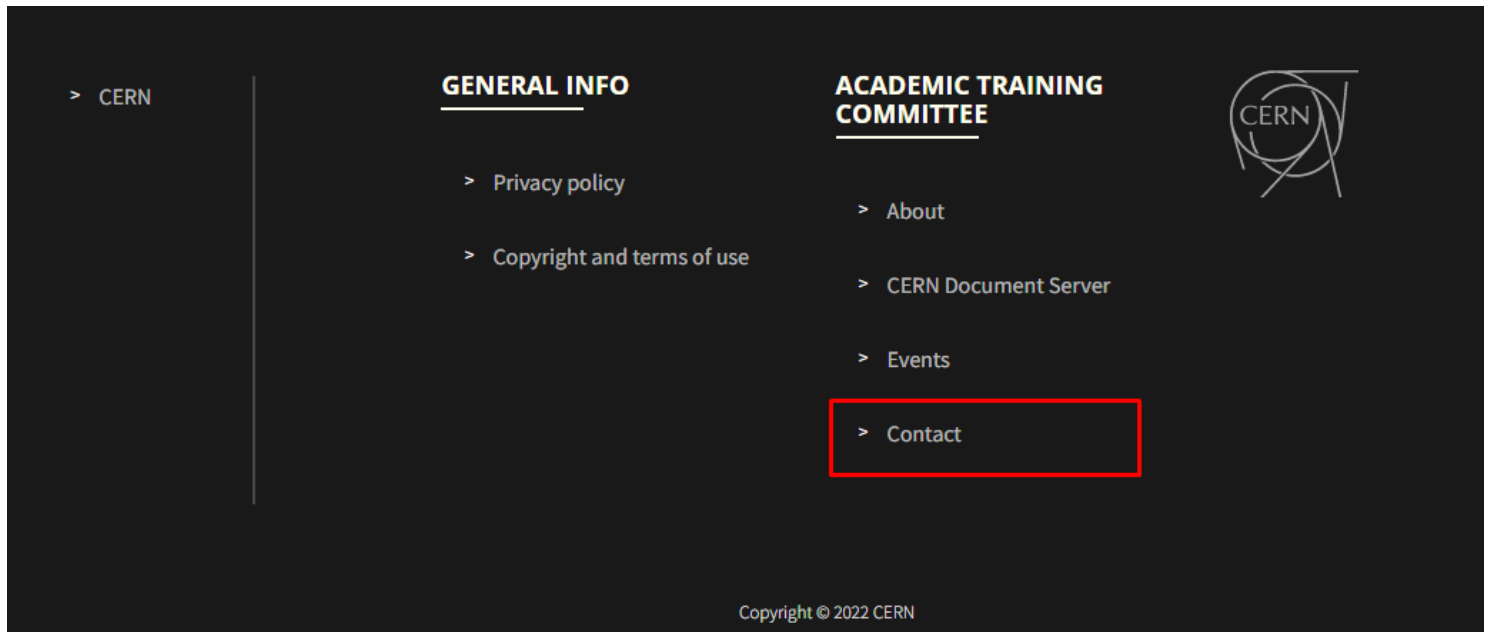 > CERN
GENERAL INFO
> Privacy policy
> Copyright and terms of use
ACADEMIC TRAINING
COMMITTEE
> About
> CERN Document Server
> Events
> Contact
CERN
Copyright © 2022 CERN